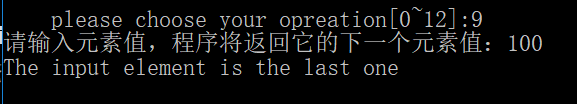 please choose your opreation[0~12]:9
请输入元素值，程序将返回它的下一个元素值：100
The input element is the last one